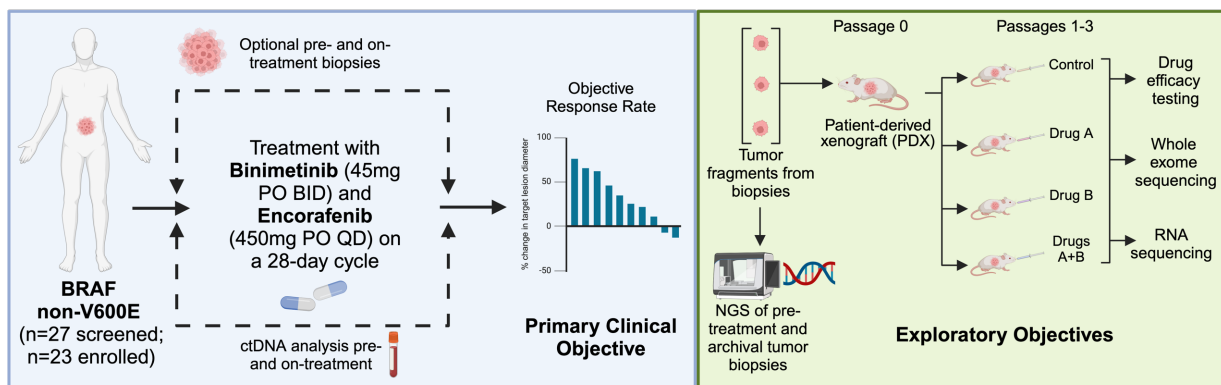 Optional pre- and on-
treatment biopsies
Treatment with
Binimetinib (45mg
PO BID) and
Encorafenib
(450mg PO QD) on
a 28-day cycle
BRAF
non-V600E
(n=27 screened;
n=23 enrolled)
ctDNA analysis pre-
and on-treatment
Objective
Response Rate
% change in target lesion diameter
100
50
0
-50
Primary Clinical
Objective
Passage 0
Passages 1-3
Tumor
fragments from
biopsies
Patient-derived
xenograft (PDX)
Control
Drug A
Drug B
Drugs
A+B
Drug
efficacy
testing
Whole
exome
sequencing
RNA
sequencing
NGS of pre-
treatment and
archival tumor
biopsies
Exploratory Objectives